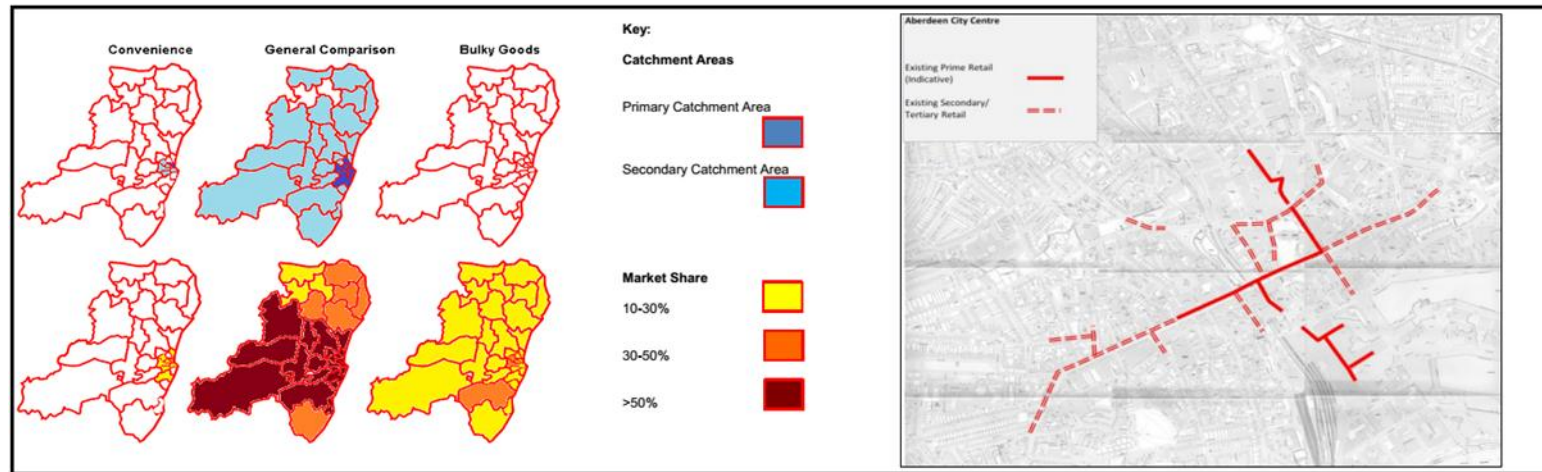 Convenience
General Comparison
Bulky Goods
Key:
Catchment Areas
Primary Catchment Area
Secondary Catchment Area
Market Share
10-30%
30-50%
>50%
Aberdeen City Centre
Existing Prime Retail
(Indicative)
Existing Secondary/
Tertiary Retail